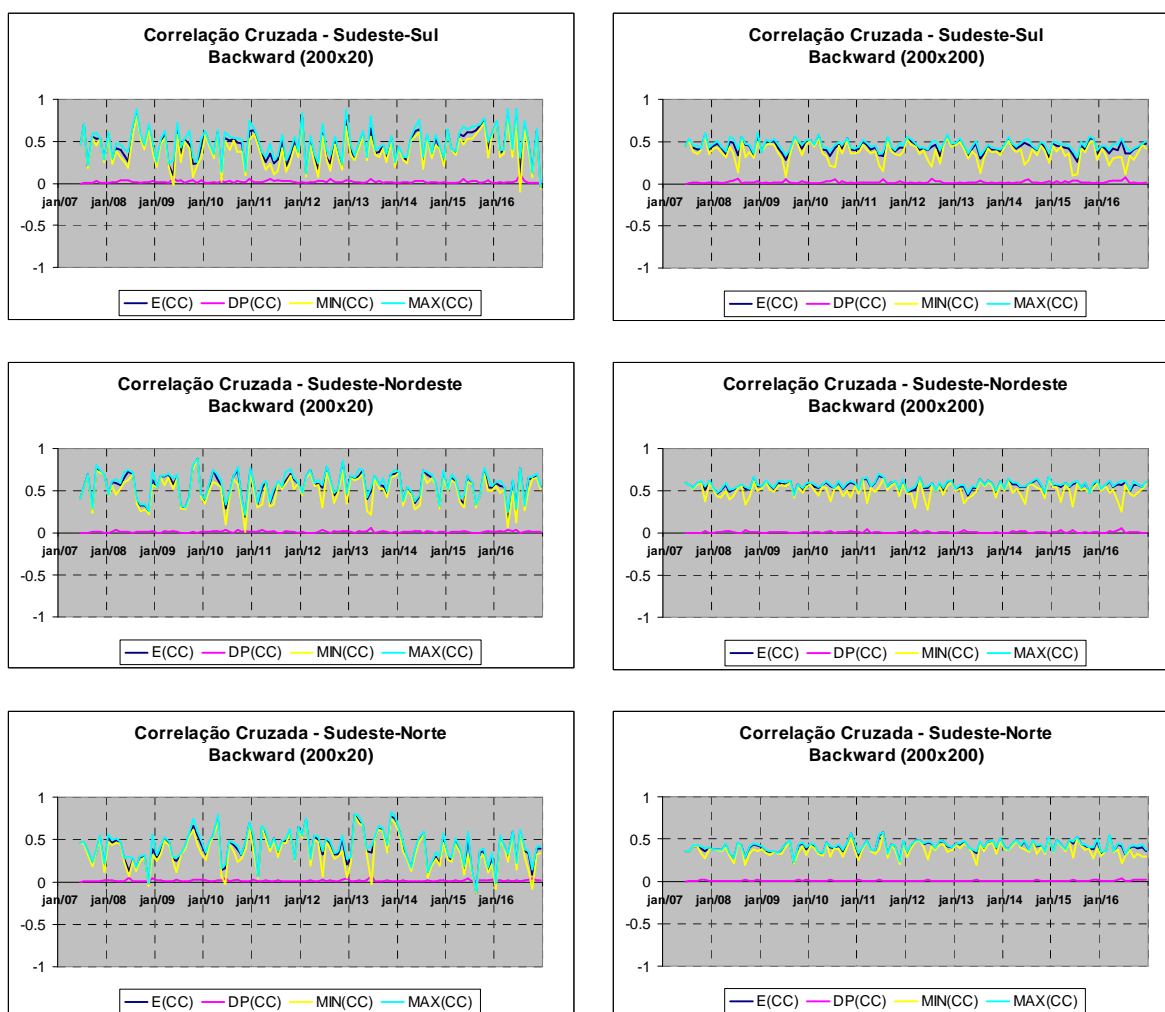 Correlação Cruzada - Sudeste-Sul
Backward (200x20)
1
0.5
0
-0.5
-1
jan/07 jan/08 jan/09 jan/10 jan/11 jan/12 jan/13 jan/14 jan/15 jan/16
E(CC) DP(CC) MIN(CC) MAX(CC)
Correlação Cruzada - Sudeste-Sul
Backward (200x200)
1
0.5
0
-0.5
-1
jan/07 jan/08 jan/09 jan/10 jan/11 jan/12 jan/13 jan/14 jan/15 jan/16
E(CC) DP(CC) MIN(CC) MAX(CC)
Correlação Cruzada - Sudeste-Nordeste
Backward (200x20)
1
0.5
0
-0.5
-1
jan/07 jan/08 jan/09 jan/10 jan/11 jan/12 jan/13 jan/14 jan/15 jan/16
E(CC) DP(CC) MIN(CC) MAX(CC)
Correlação Cruzada - Sudeste-Nordeste
Backward (200x200)
1
0.5
0
-0.5
-1
jan/07 jan/08 jan/09 jan/10 jan/11 jan/12 jan/13 jan/14 jan/15 jan/16
E(CC) DP(CC) MIN(CC) MAX(CC)
Correlação Cruzada - Sudeste-Norte
Backward (200x20)
1
0.5
0
-0.5
-1
jan/07 jan/08 jan/09 jan/10 jan/11 jan/12 jan/13 jan/14 jan/15 jan/16
E(CC) DP(CC) MIN(CC) MAX(CC)
Correlação Cruzada - Sudeste-Norte
Backward (200x200)
1
0.5
0
-0.5
-1
jan/07 jan/08 jan/09 jan/10 jan/11 jan/12 jan/13 jan/14 jan/15 jan/16
E(CC) DP(CC) MIN(CC) MAX(CC)